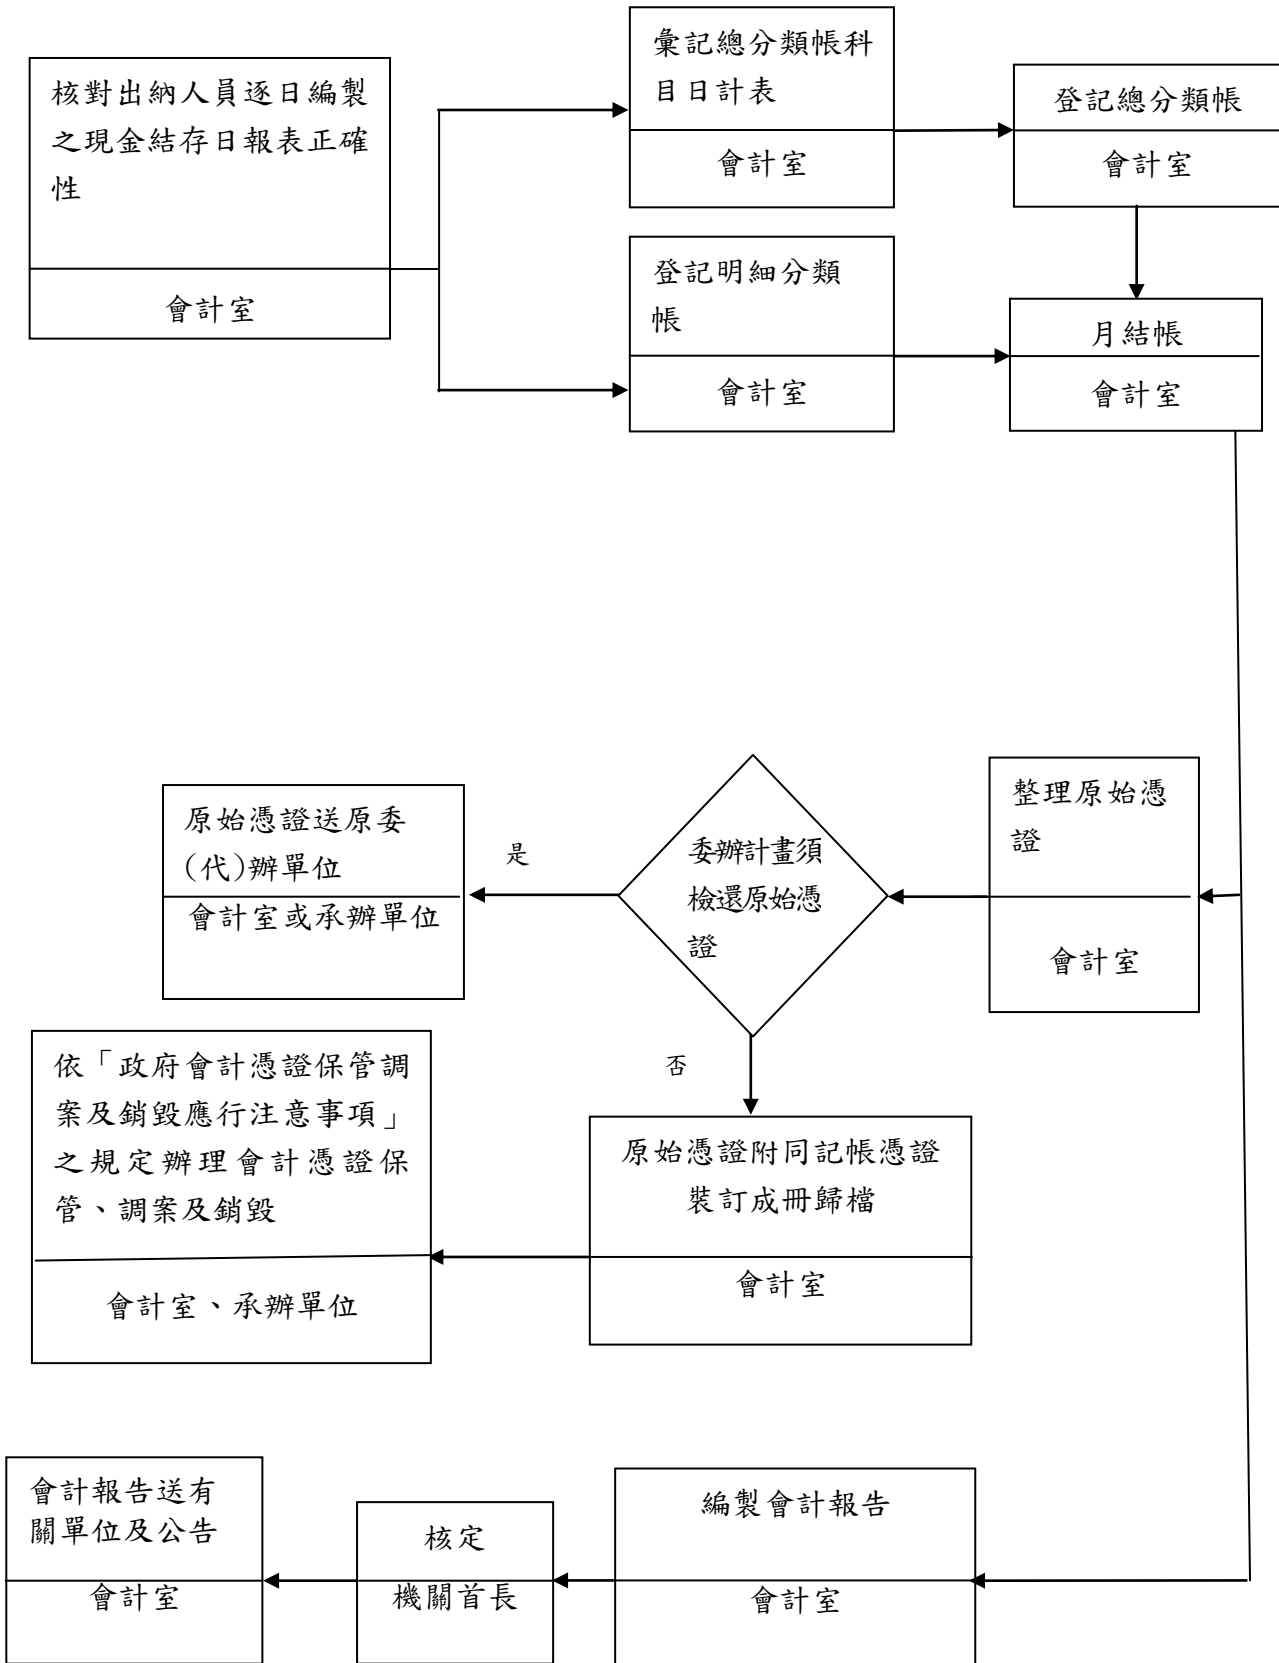 核對出納人員逐日編製
之現金結存日報表正確
性
會計室
彙記總分類帳科
目日計表
會計室
登記總分類帳
會計室
登記明細分類
帳
會計室
月結帳
會計室
整理原始憑
證
會計室
委辦計畫須
檢還原始憑
證
是
原始憑證送原委
(代)辦單位
會計室或承辦單位
否
原始憑證附同記帳憑證
裝訂成冊歸檔
會計室
依「政府會計憑證保管調
案及銷毀應行注意事項」
之規定辦理會計憑證保
管、調案及銷毀
會計室、承辦單位
編製會計報告
會計室
核定
機關首長
會計報告送有
關單位及公告
會計室